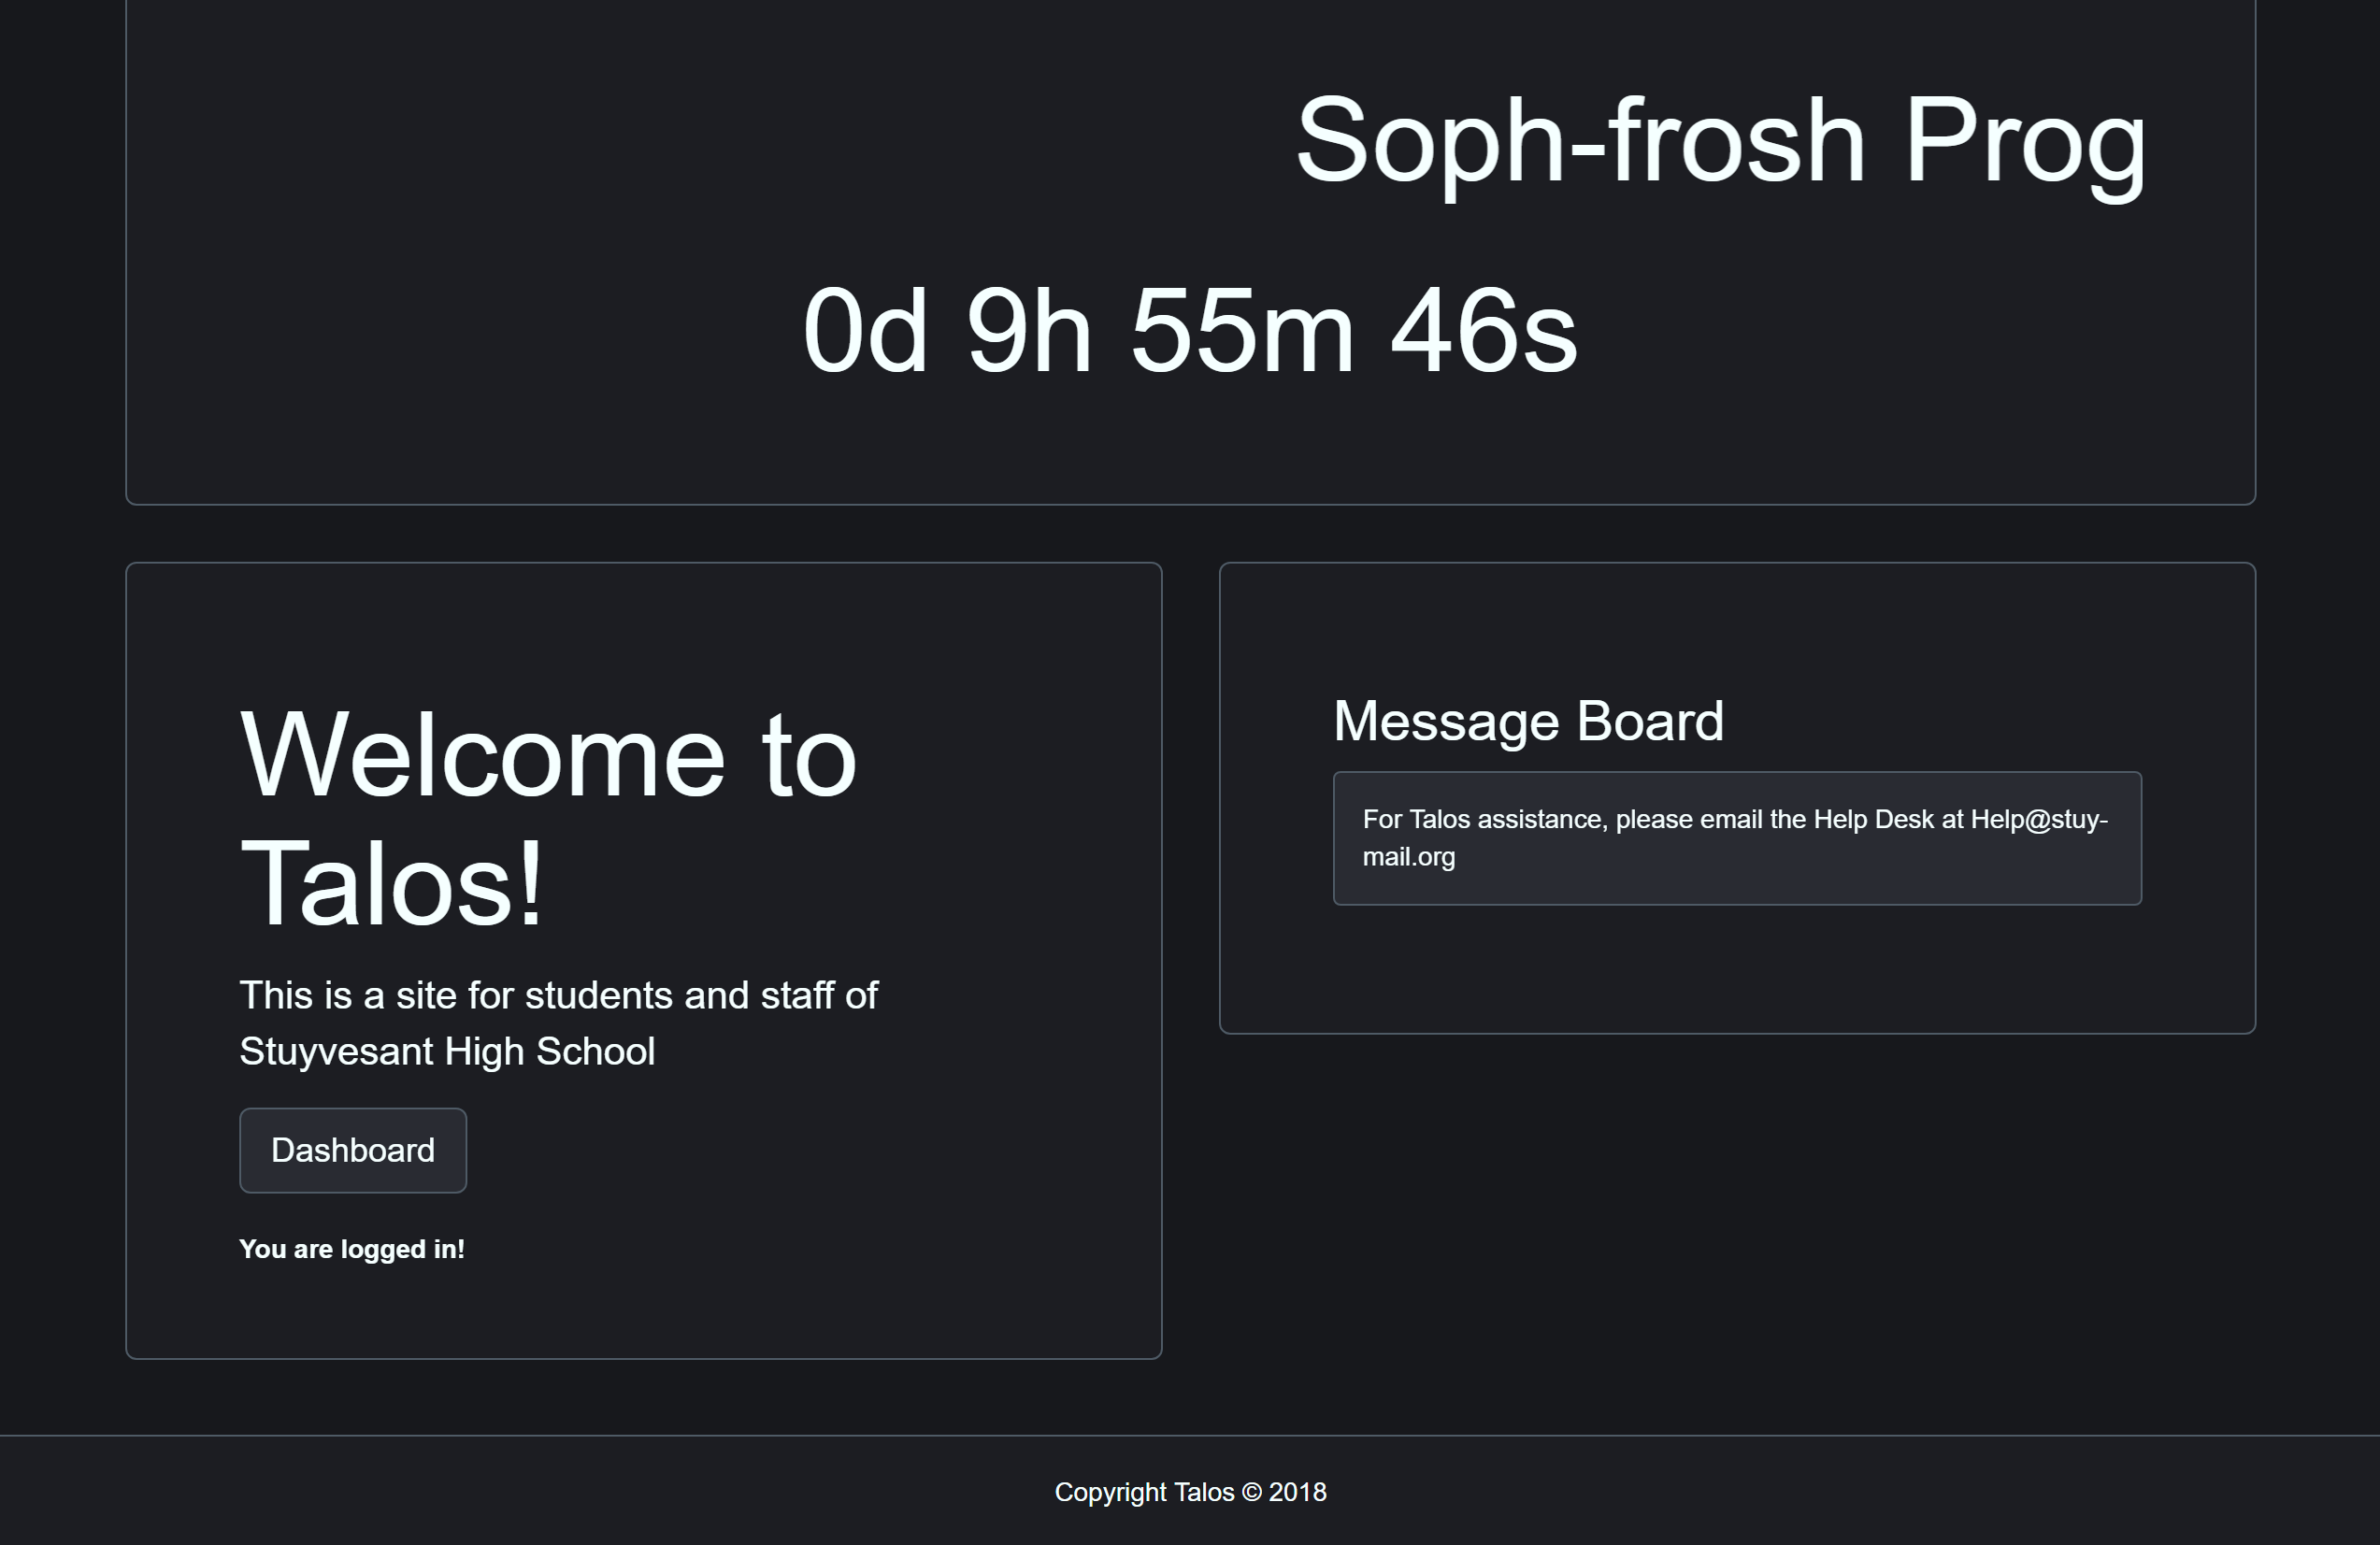 Soph-frosh Prog
0d 9h 55m 46s
Welcome to
Talos!
This is a site for students and staff of
Stuyvesant High School
Dashboard
You are logged in!
Message Board
For Talos assistance, please email the Help Desk at Help@stuy-
mail.org
Copyright Talos © 2018